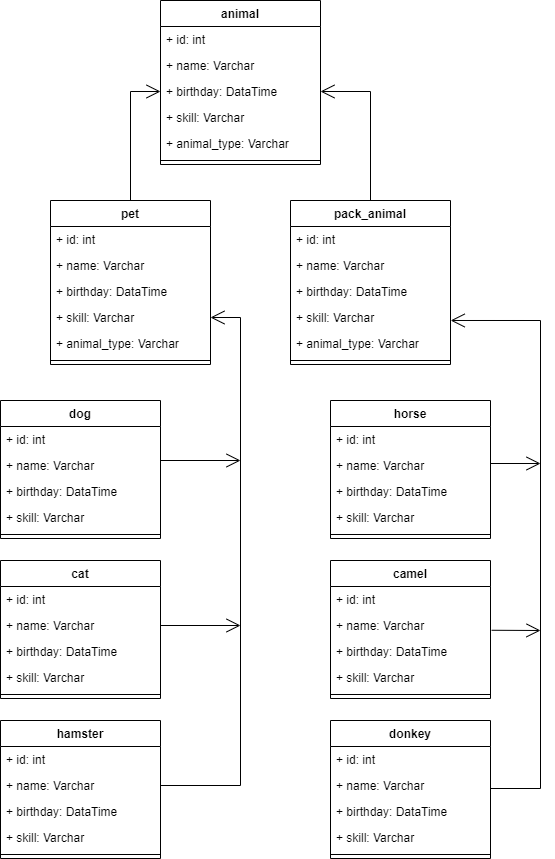 animal
+ id: int
+ name: Varchar
+ birthday: DataTime
+ skill: Varchar
+ animal_type: Varchar
pet
+ id: int
+ name: Varchar
+ birthday: DataTime
+ skill: Varchar
+ animal_type: Varchar
pack_animal
+ id: int
+ name: Varchar
+ birthday: DataTime
+ skill: Varchar
+ animal_type: Varchar
dog
+ id: int
+ name: Varchar
+ birthday: DataTime
+ skill: Varchar
horse
+ id: int
+ name: Varchar
+ birthday: DataTime
+ skill: Varchar
cat
+ id: int
+ name: Varchar
+ birthday: DataTime
+ skill: Varchar
camel
+ id: int
+ name: Varchar
+ birthday: DataTime
+ skill: Varchar
hamster
+ id: int
+ name: Varchar
+ birthday: DataTime
+ skill: Varchar
donkey
+ id: int
+ name: Varchar
+ birthday: DataTime
+ skill: Varchar